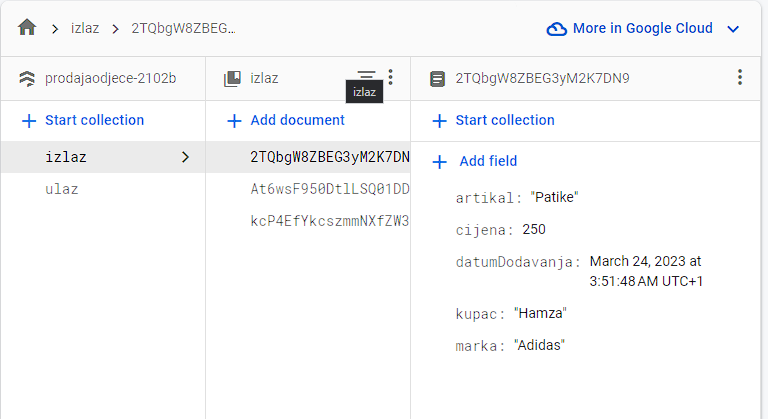 izlaz
2TQbgW8ZBEG…
More in Google Cloud
prodajaodjece-2102b
izlaz
izlaz
2TQbgW8ZBEG3yM2K7DN9
Start collection
Add document
Start collection
izlaz
ulaz
2TQbgW8ZBEG3yM2K7DN
At6wsF950DtlLSQ01DD
kcP4EfYkcszmmNXfZW3
Add field
artikal: "Patike"
cijena: 250
datumDodavanja: March 24, 2023 at
3:51:48 AM UTC+1
kupac: "Hamza"
marka: "Adidas"